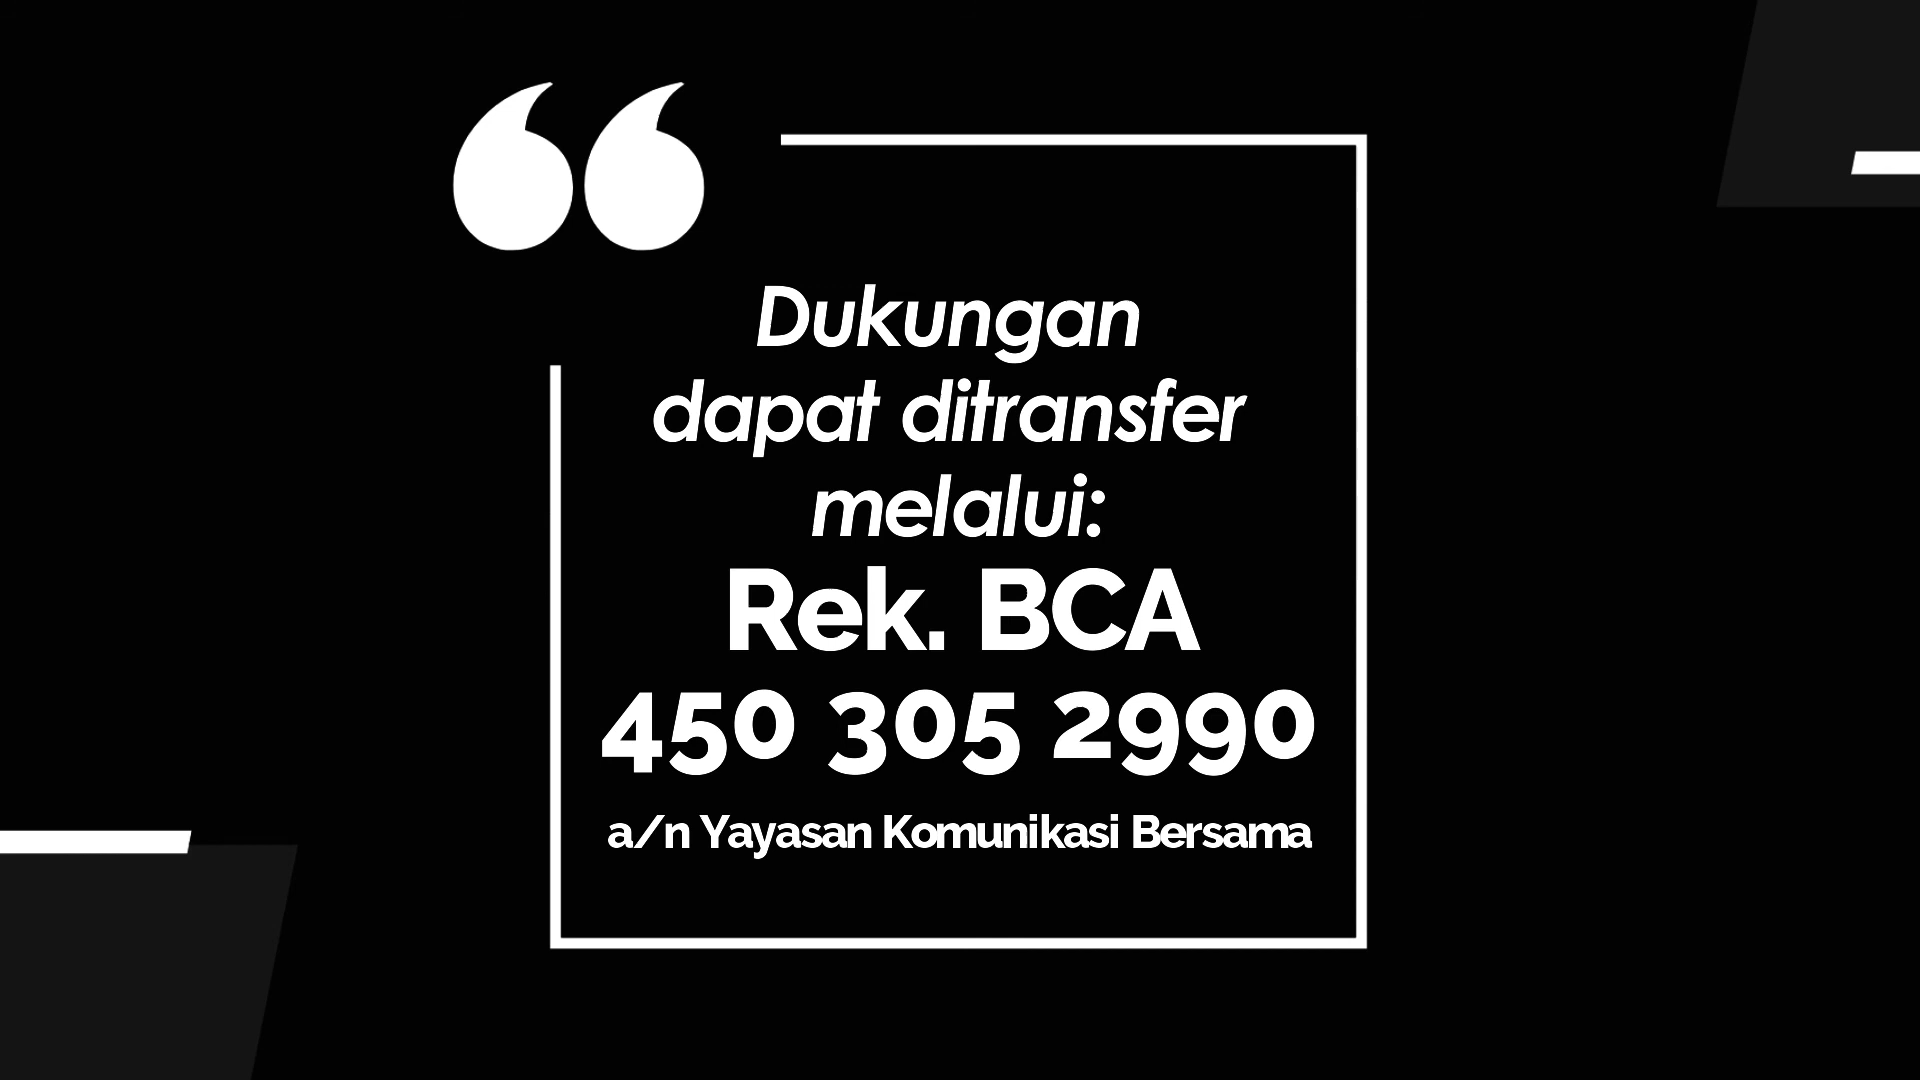 Dukungan
dapat ditransfer
melalui:
Rek. BCA
450 305 2990
a/n Yayasan Komunikasi Bersama